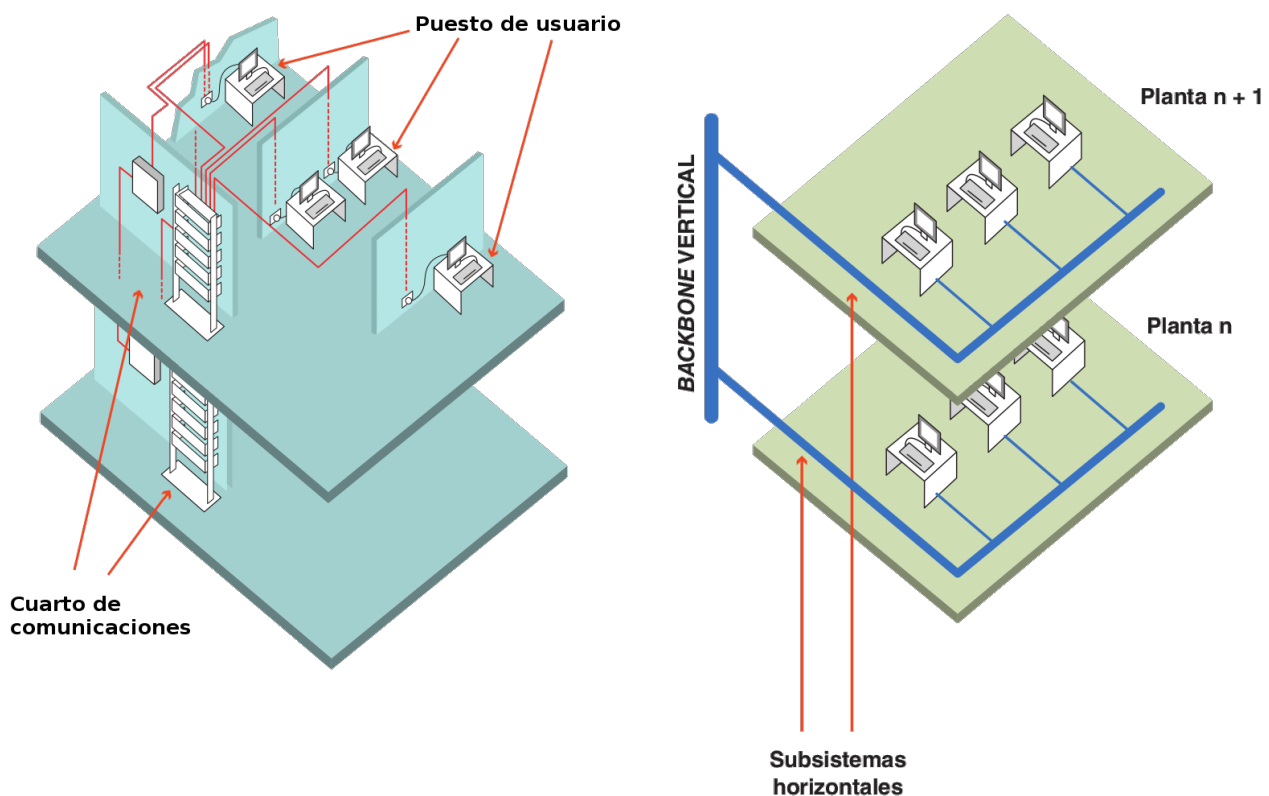 Puesto de usuario
Cuarto de
comunicaciones
BACKBONE VERTICAL
Planta n + 1
Planta n
Subsistemas
horizontales